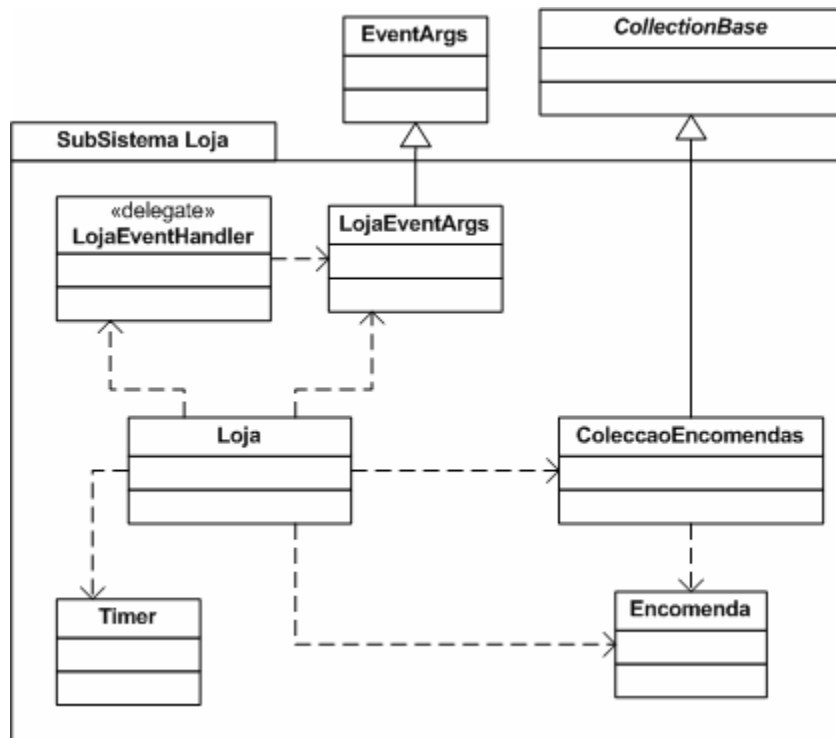 EventArgs
CollectionBase
SubSistema Loja
«delegate»
LojaEventHandler
LojaEventArgs
Loja
ColeccaoEncomendas
Timer
Encomenda